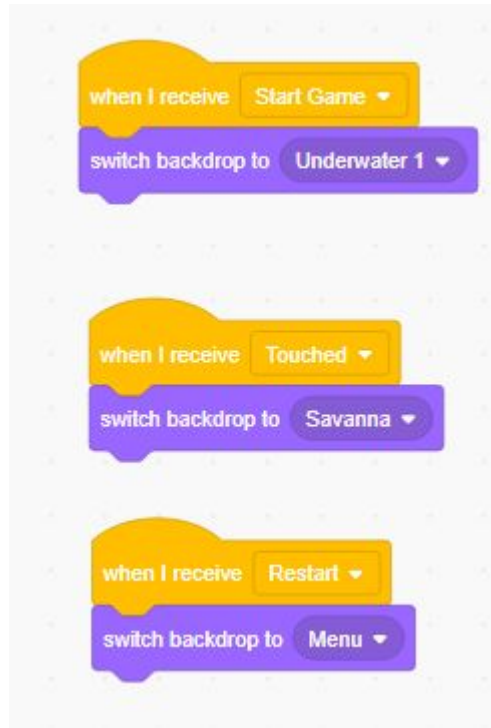 when I receive Start Game
switch backdrop to Underwater 1
when I receive Touched
switch backdrop to Savanna
when I receive Restart
switch backdrop to Menu